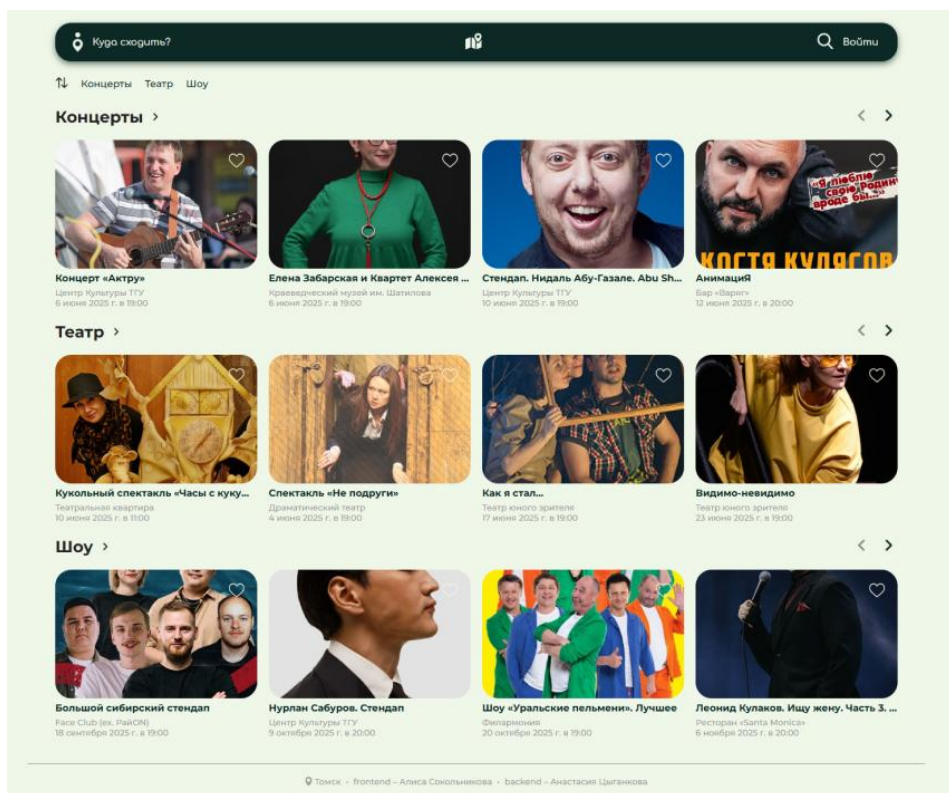 Куда сходить?
Войти
Концерты Театр Шоу
Концерты
«Я люблю
свою Родину
вроде бы...»
КОСТЯ КУЛЯСОВ
Концерт «Актру»
Центр Культуры ТГУ
6 июня 2025 г. в 19:00
Елена Забарская и Квартет Алексея ...
Краеведческий музей им. Шатилова
6 июня 2025 г. в 19:00
Стендап. Нидаль Абу-Газале. Abu Sh...
Центр Культуры ТГУ
10 июня 2025 г. в 19:00
АнимациЯ
Бар «Варяг»
12 июня 2025 г. в 20:00
Театр
Кукольный спектакль «Часы с куку...
Театральная квартира
10 июня 2025 г. в 11:00
Спектакль «Не подруги»
Драматический театр
4 июня 2025 г. в 19:00
Как я стал...
Театр юного зрителя
17 июня 2025 г. в 19:00
Видимо-невидимо
Театр юного зрителя
23 июня 2025 г. в 19:00
Шоу
Большой сибирский стендап
Face Club (ex. РайON)
18 сентября 2025 г. в 19:00
Нурлан Сабуров. Стендап
Центр Культуры ТГУ
9 октября 2025 г. в 20:00
Шоу «Уральские пельмени». Лучшее
Филармония
20 октября 2025 г. в 19:00
Леонид Кулаков. Ищу жену. Часть 3. ...
Ресторан «Santa Monica»
6 ноября 2025 г. в 20:00
Томск • frontend – Алиса Сокольникова • backend – Анастасия Цыганкова